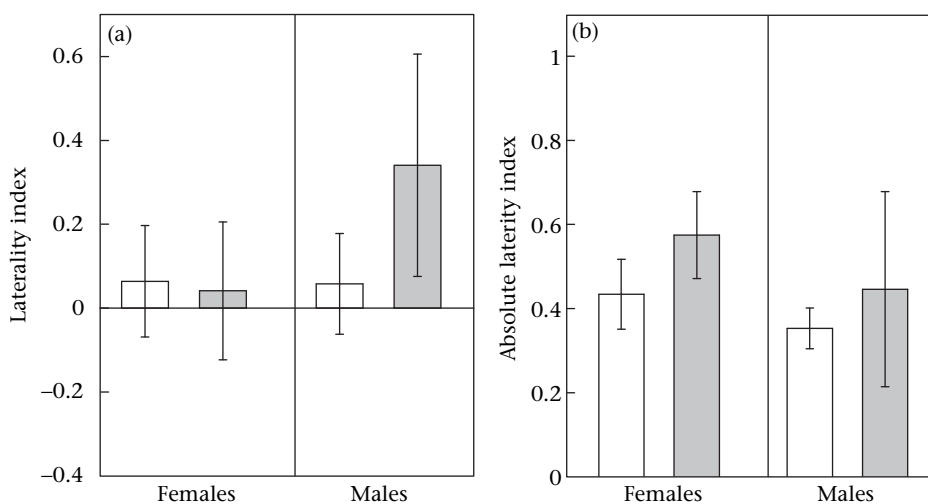 (a)
0.6
0.4
0.2
0
–0.2
–0.4
Laterality index
Females Males
(b)
1
0.8
0.6
0.4
0.2
0
Absolute laterity index
Females Males